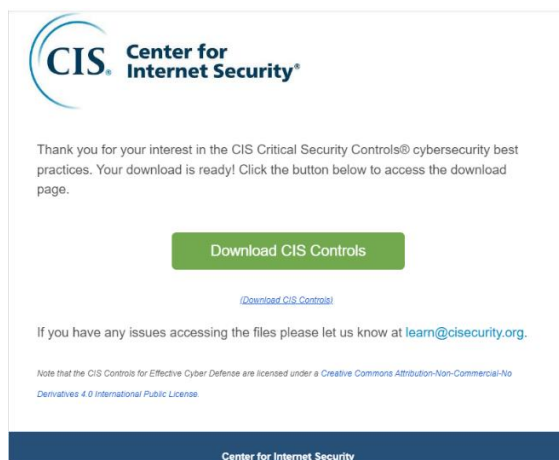 CIS. Center for
Internet Security®
Thank you for your interest in the CIS Critical Security Controls® cybersecurity best
practices. Your download is ready! Click the button below to access the download
page.
Download CIS Controls
(Download CIS Controls)
If you have any issues accessing the files please let us know at learn@cisecurity.org.
Note that the CIS Controls for Effective Cyber Defense are licensed under a Creative Commons Attribution-Non-Commercial-No
Derivatives 4.0 International Public License.
Center for Internet Security